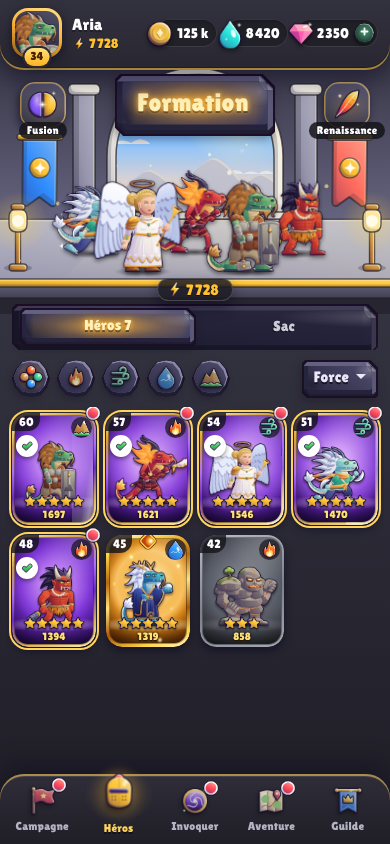 Aria
7728
34
125 k
8420
2350
Formation
Fusion
Renaissance
7728
Héros 7
Sac
Force
60
57
54
51
1697
1621
1546
1470
48
45
42
1394
1319
858
Campagne
Héros
Invoquer
Aventure
Guilde